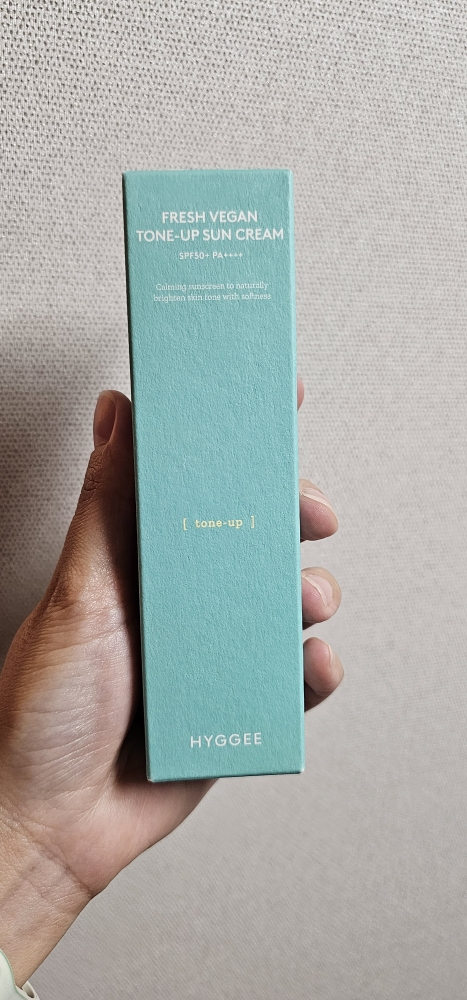 FRESH VEGAN
TONE-UP SUN CREAM
SPF50+ PA++++
Calming sunscreen to naturally
brighten skin tone with softness
[ tone-up ]
HYGGEE